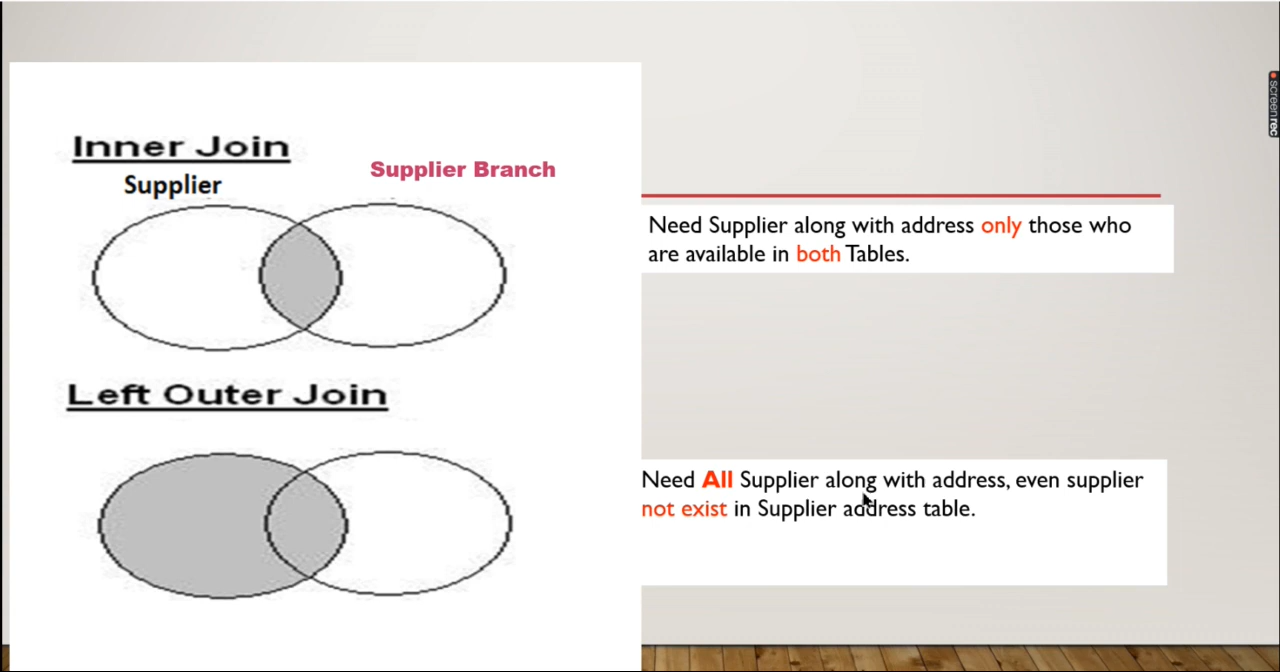 Inner Join
Supplier
Supplier Branch
Need Supplier along with address only those who
are available in both Tables.
Left Outer Join
Need All Supplier along with address, even supplier
not exist in Supplier address table.
screenrec